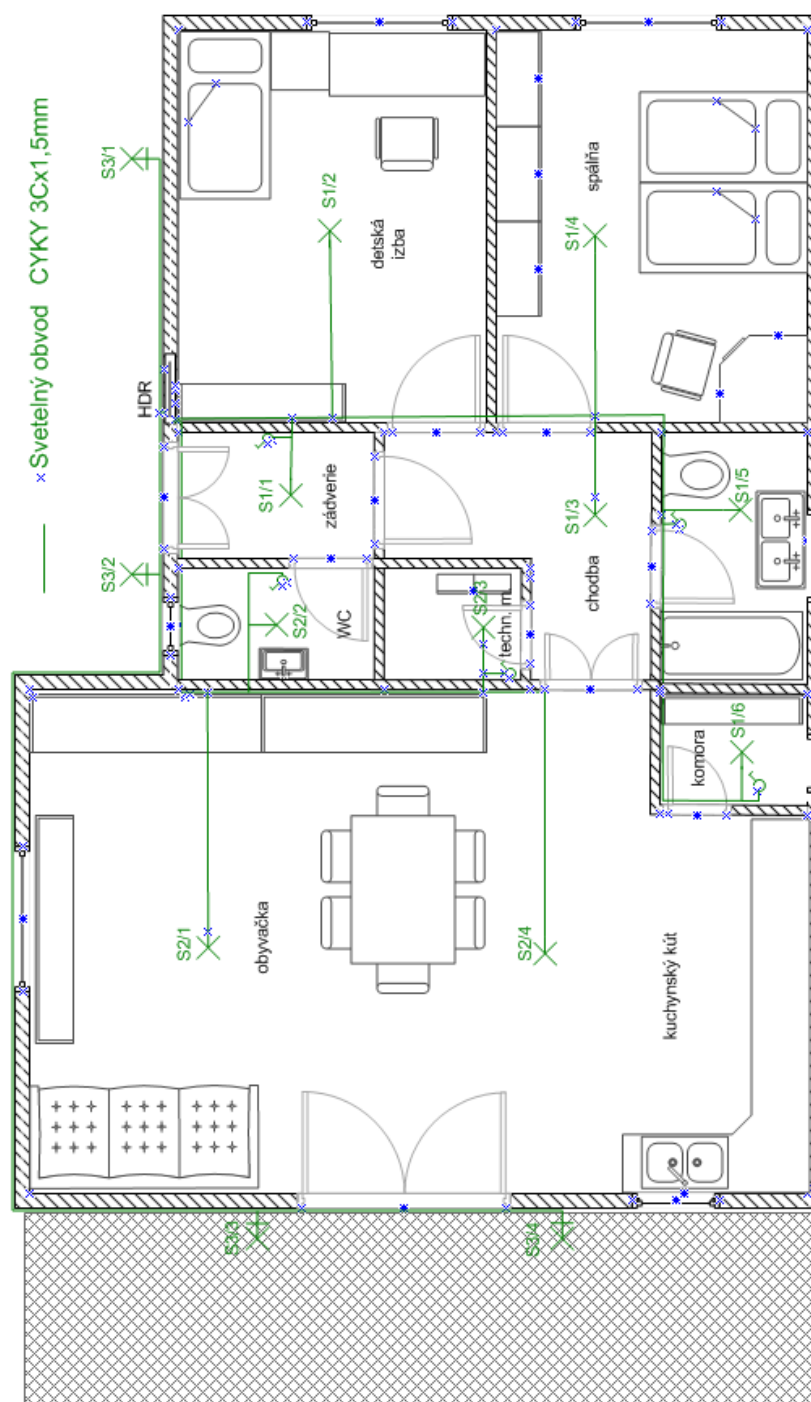 Svetelný obvod CYKY 3Cx1,5mm
S3/1
S1/2
detská
izba
S1/4
spálňa
HDR
S1/1
zádverie
S1/3
chodba
S1/5
S3/2
S2/2
WC
S2/3
techn. m
S1/6
komora
S2/1
obyvačka
S2/4
kuchynský kút
S3/3
S3/4